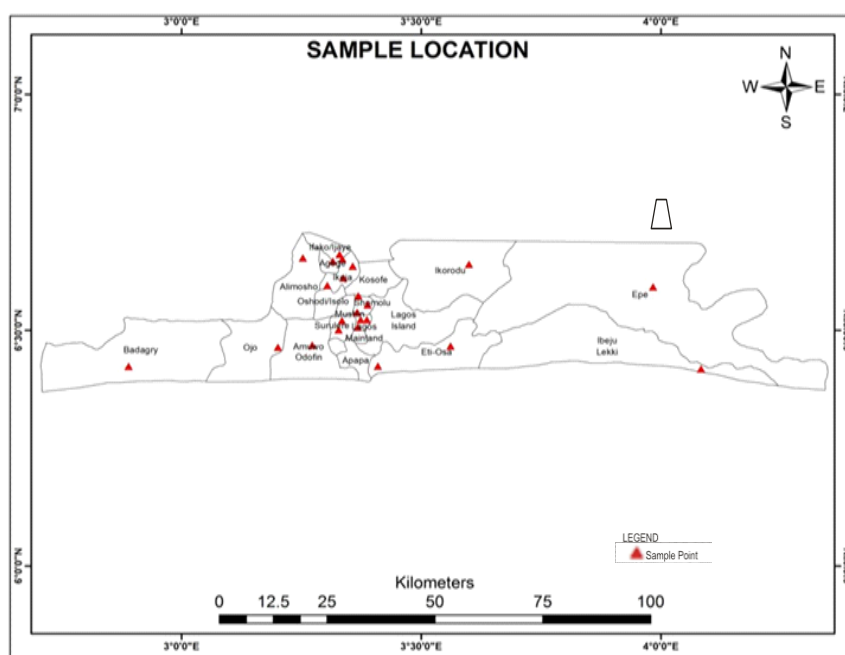 3°0'0"E 3°30'0"E 4°0'0"E
SAMPLE LOCATION
N
W E
S
7°0'0"N
Ifako/Ijaye
Agege
Ikeja
Kosofe
Ikorodu
Alimosho
Oshodi/Isolo
Shomolu
Epe
Mushin
Lagos
Island
Surulere
Lagos
Mainland
Badagry
Ojo
Amuwo
Odofin
Apapa
Eti-Osa
Ibeju
Lekki
6°0'0"N
LEGEND
Sample Point
Kilometers
0 12.5 25 50 75 100
3°0'0"E 3°30'0"E 4°0'0"E